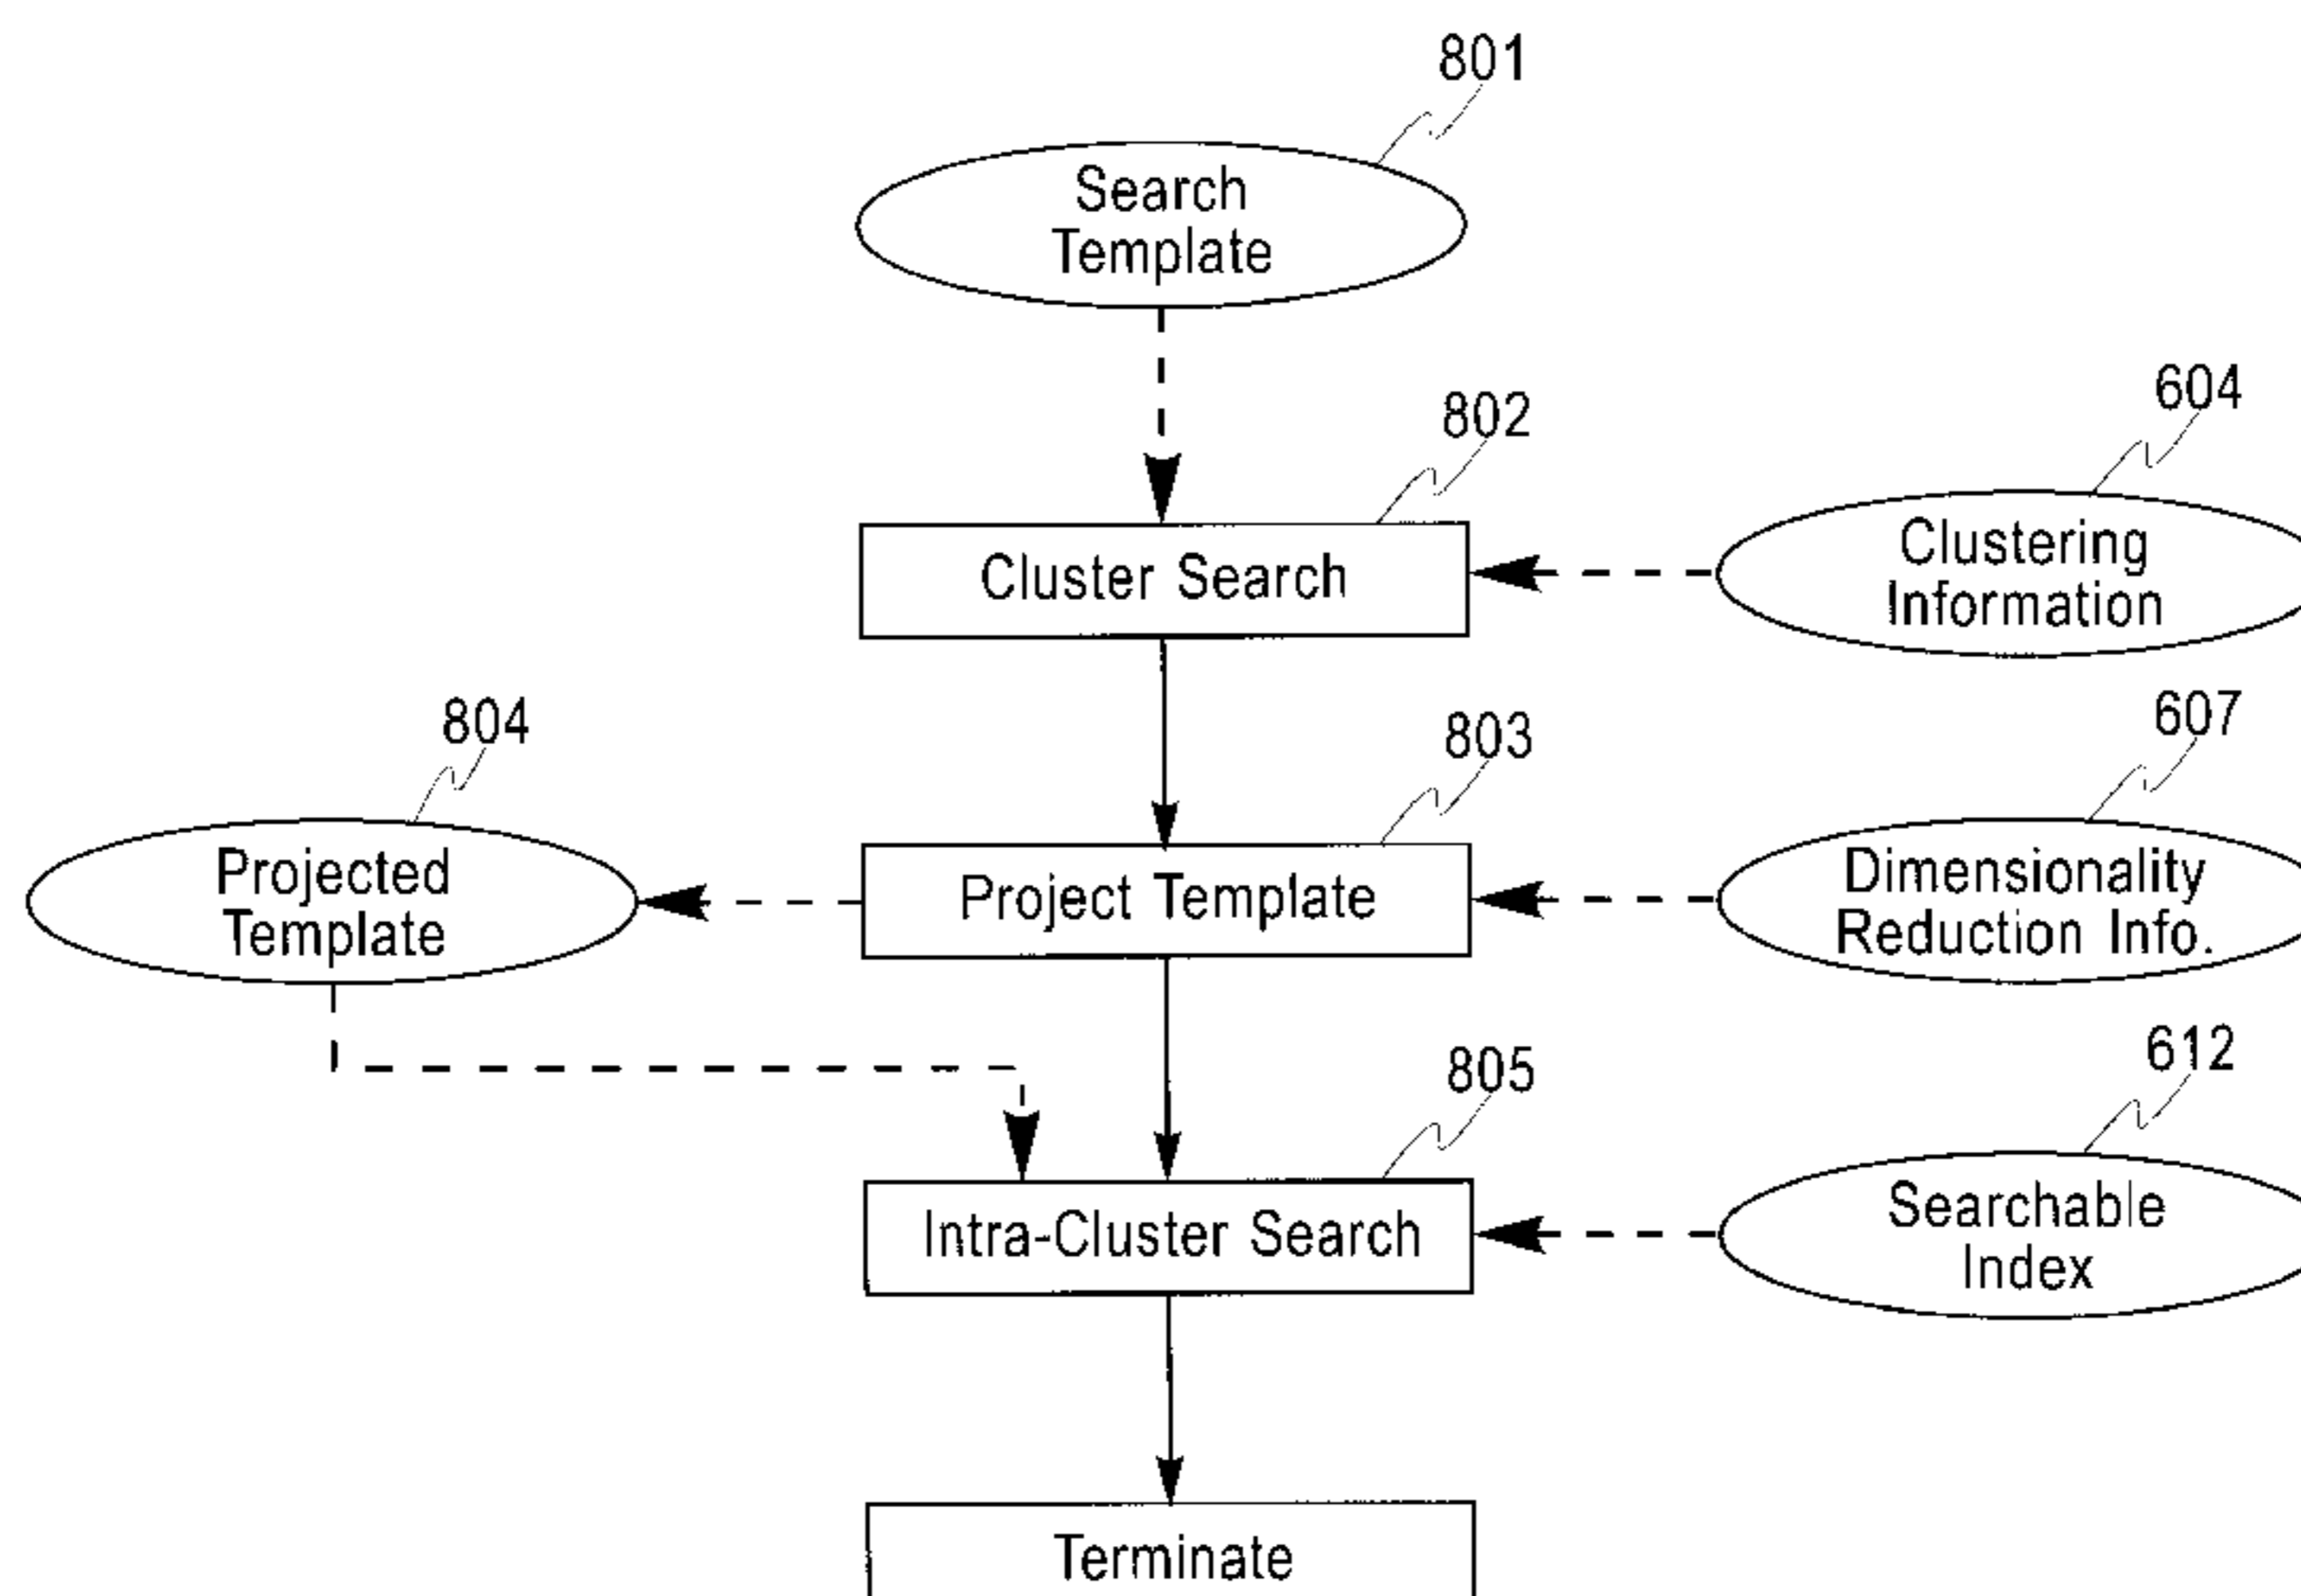 801
Search
Template
802
604
Cluster Search
Clustering
Information
804
803
607
Projected
Template
Project Template
Dimensionality
Reduction Info.
805
612
Intra-Cluster Search
Searchable
Index
Terminate